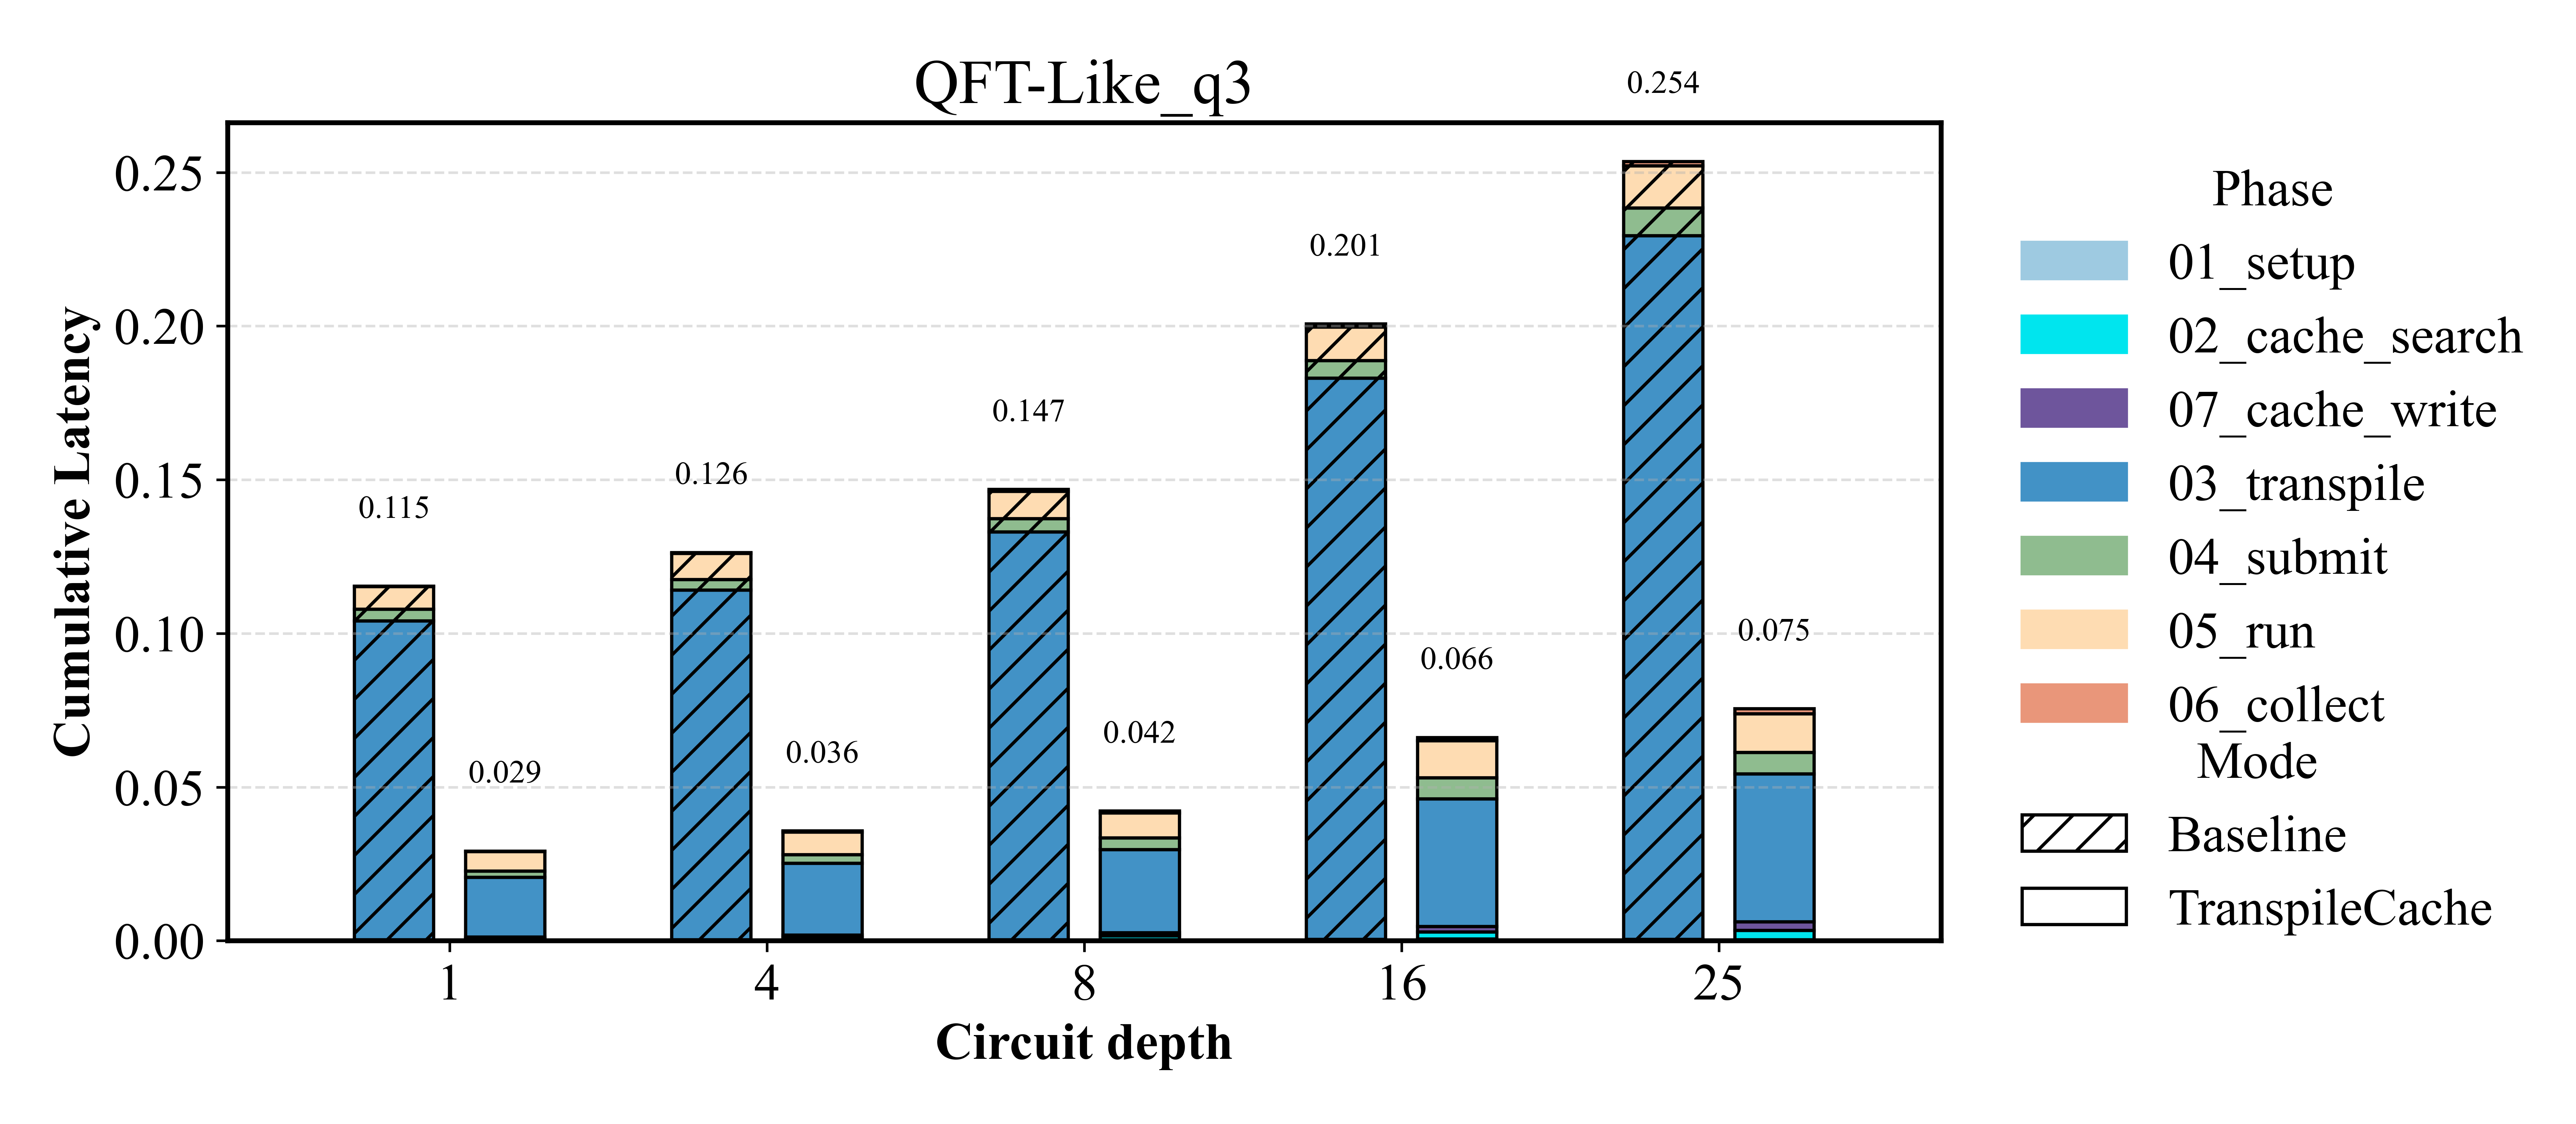 QFT-Like_q3
Cumulative Latency
0.25
0.20
0.15
0.10
0.05
0.00
0.115
0.029
0.126
0.036
0.147
0.042
0.201
0.066
0.254
0.075
1
4
8
16
25
Circuit depth
Phase
01_setup
02_cache_search
07_cache_write
03_transpile
04_submit
05_run
06_collect
Mode
Baseline
TranspileCache